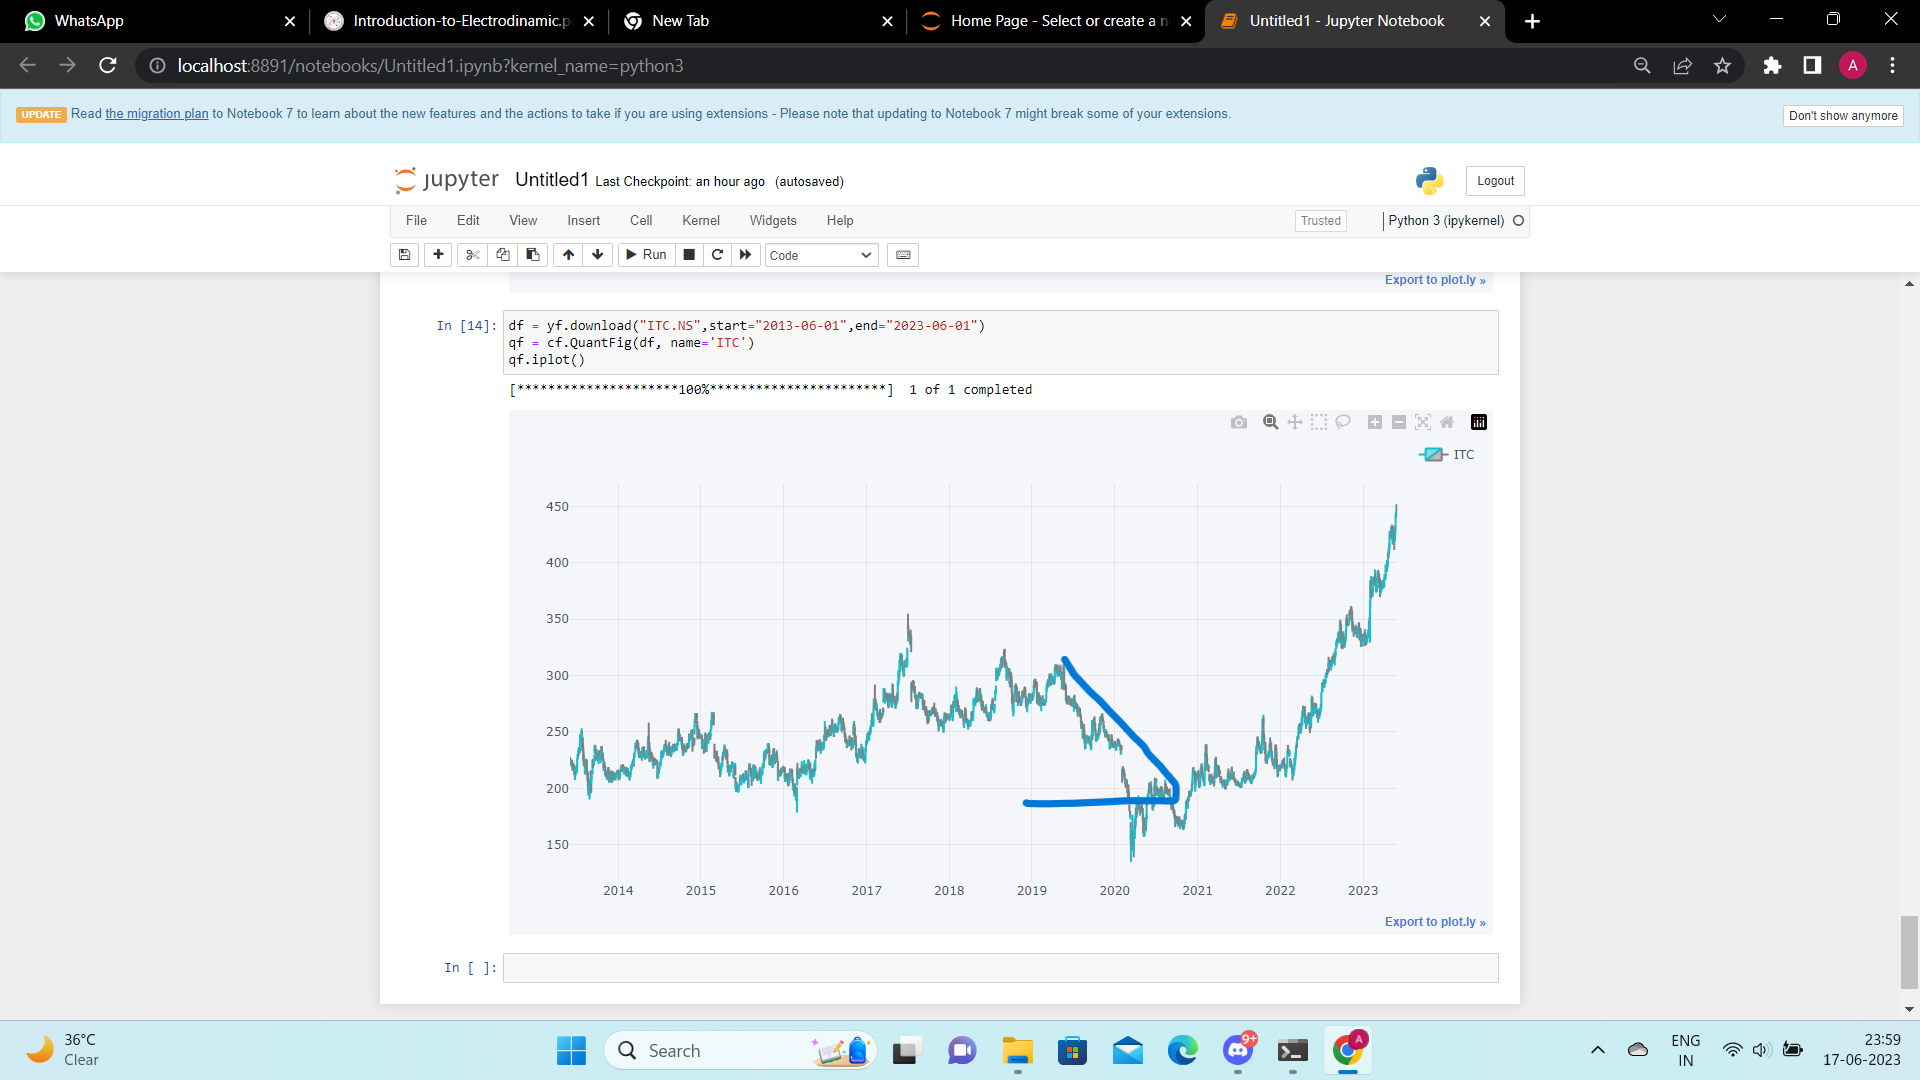 WhatsApp
Introduction-to-Electrodinamic.p
New Tab
Home Page - Select or create a n
Untitled1 - Jupyter Notebook
localhost:8891/notebooks/Untitled1.ipynb?kernel_name=python3
A
UPDATE Read the migration plan to Notebook 7 to learn about the new features and the actions to take if you are using extensions - Please note that updating to Notebook 7 might break some of your extensions.
Don't show anymore
jupyter Untitled1 Last Checkpoint: an hour ago (autosaved)
Logout
File Edit View Insert Cell Kernel Widgets Help
Trusted
Python 3 (ipykernel)
Run
Code
Export to plot.ly »
In [14]: df = yf.download("ITC.NS",start="2013-06-01",end="2023-06-01")
qf = cf.QuantFig(df, name='ITC')
qf.iplot()
[*********************100%***********************]  1 of 1 completed
ITC
450
400
350
300
250
200
150
2014 2015 2016 2017 2018 2019 2020 2021 2022 2023
Export to plot.ly »
In [ ]:
36°C
Clear
Search
9+
A
ENG
IN
23:59
17-06-2023